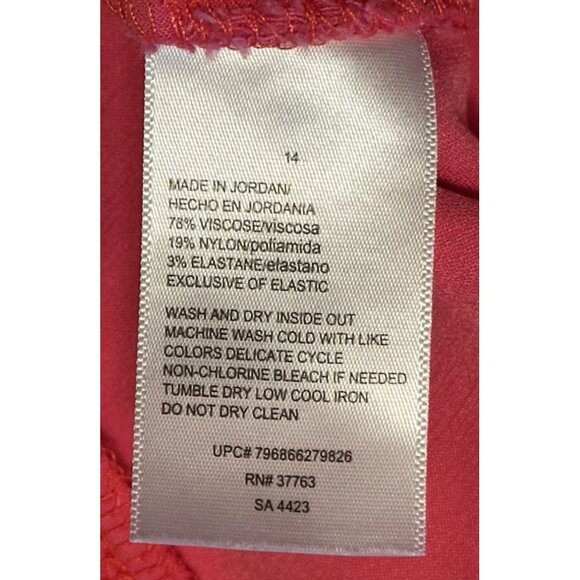 14
MADE IN JORDAN/
HECHO EN JORDANIA
78% VISCOSE/viscosa
19% NYLON/poliamida
3% ELASTANE/elastano
EXCLUSIVE OF ELASTIC
WASH AND DRY INSIDE OUT
MACHINE WASH COLD WITH LIKE
COLORS DELICATE CYCLE
NON-CHLORINE BLEACH IF NEEDED
TUMBLE DRY LOW COOL IRON
DO NOT DRY CLEAN
UPC# 796866279826
RN# 37763
SA 4423